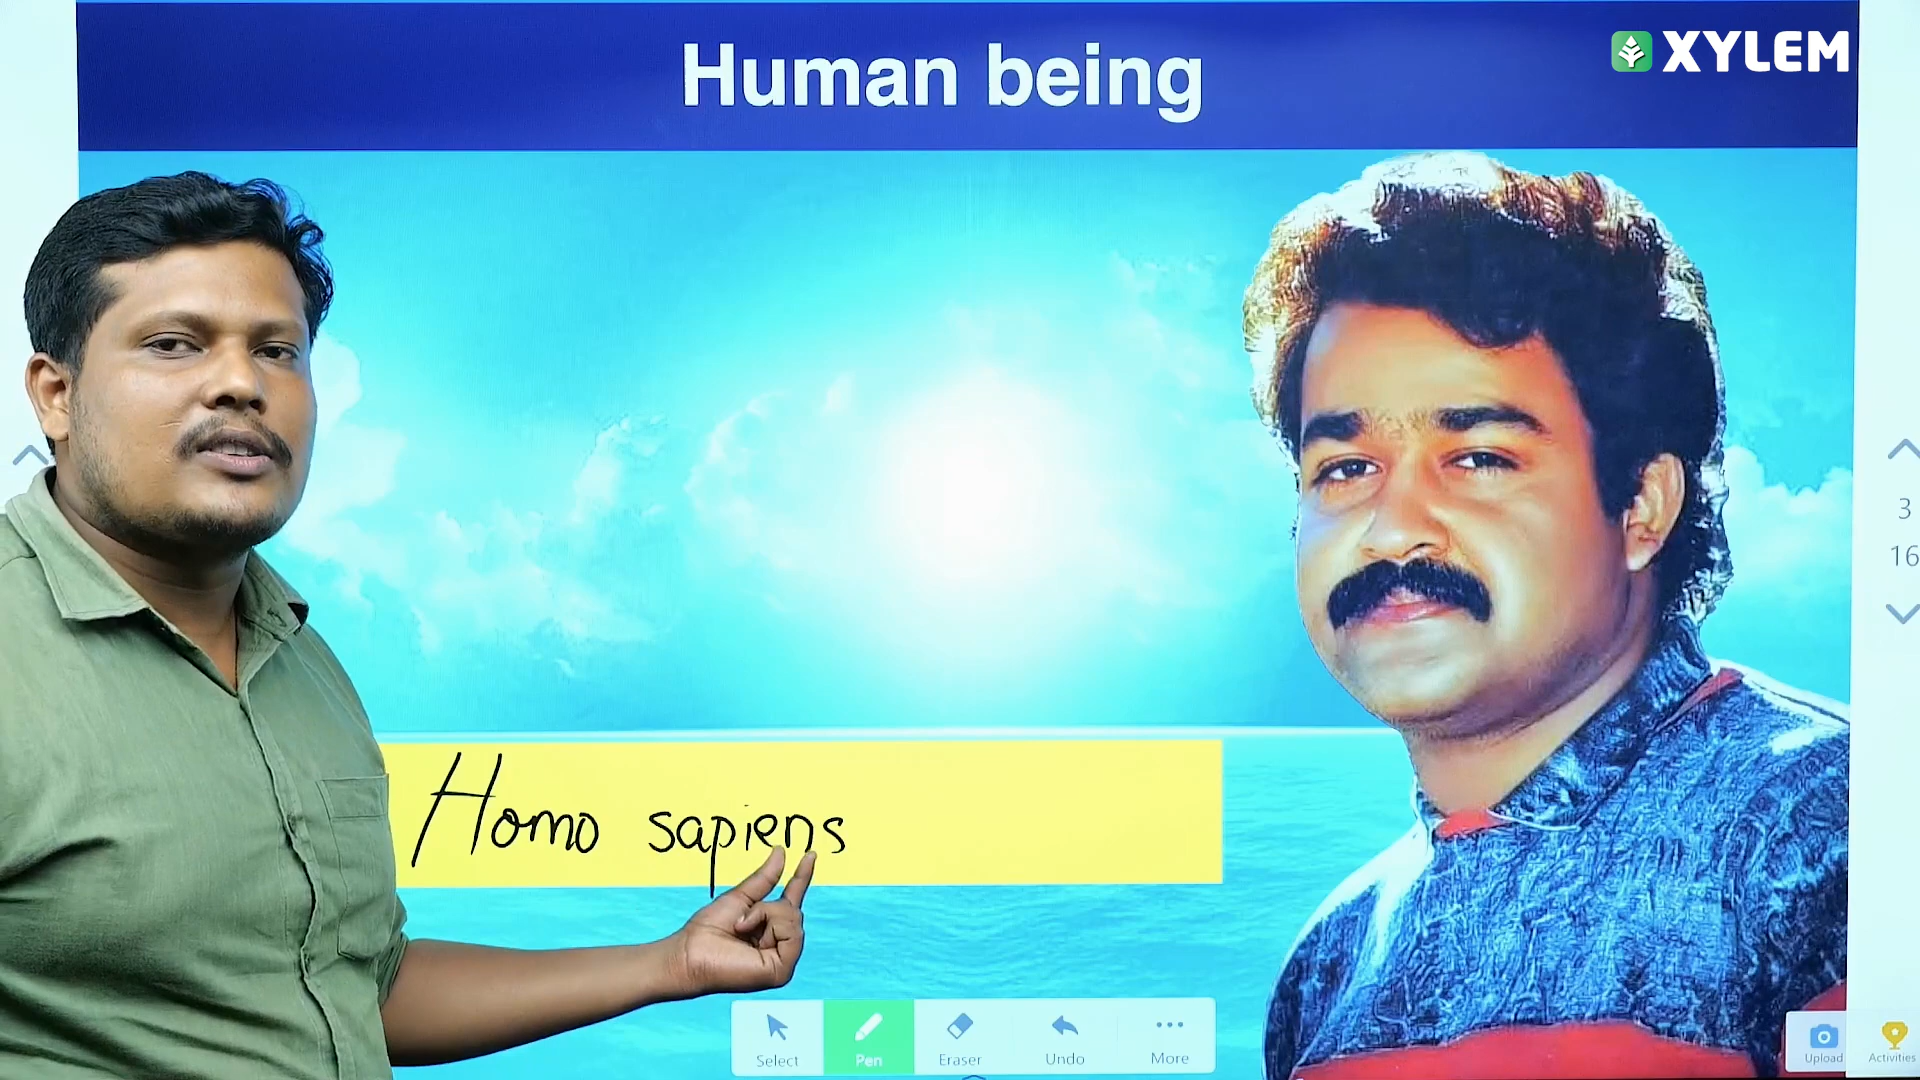 Human being
XYLEM
3
16
Homo sapiens
Select
Pen
Eraser
Undo
More
Upload
Activities